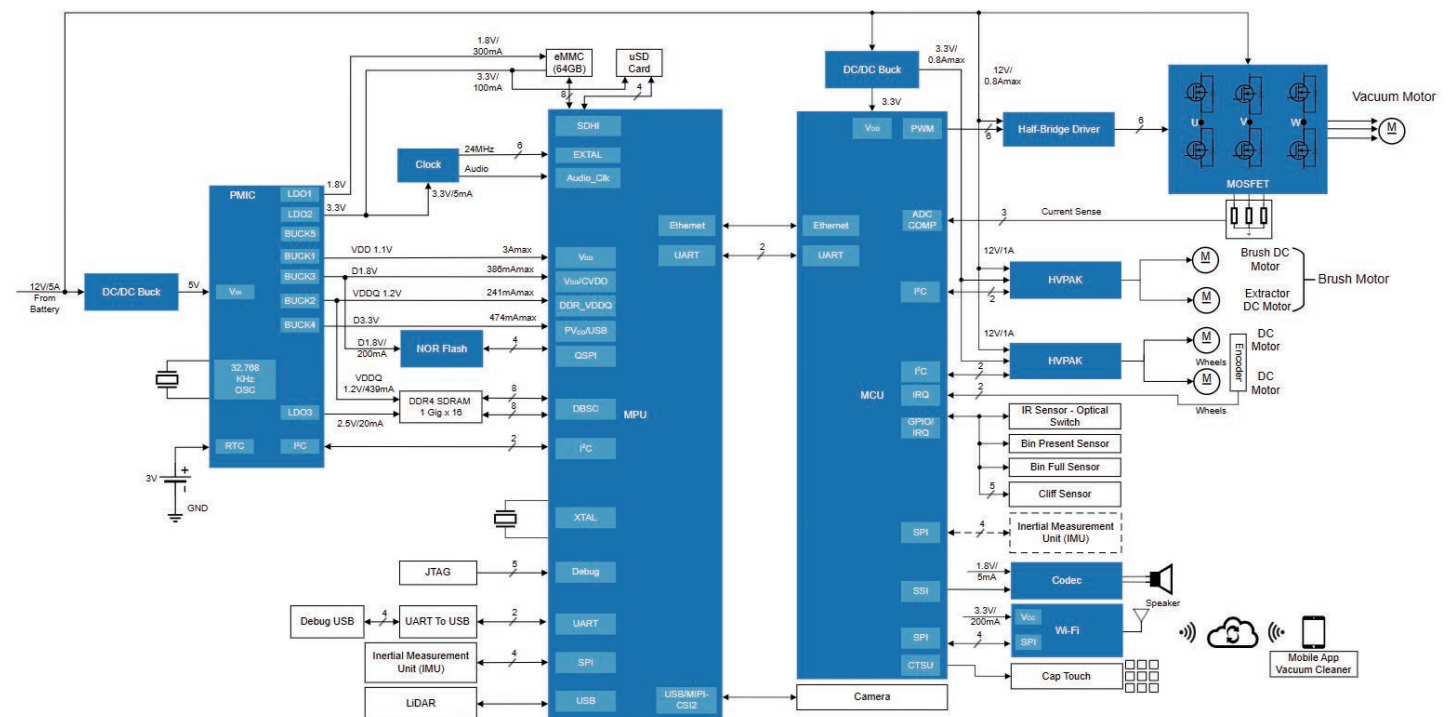 1.8V/
300mA
eMMC
(64GB)
uSD
Card
3.3V/
100mA
8
4
DC/DC Buck
3.3V/
0.8Amax
12V/
0.8Amax
3.3V
Vacuum Motor
M
U
V
W
MOSFET
Half-Bridge Driver
6
6
SDHI
EXTAL
Audio_Clk
24MHz
6
Clock
Audio
3.3V/5mA
VDD
PWM
PMIC
LDO1
1.8V
LDO2
3.3V
BUCK5
BUCK1
VDD 1.1V
3Amax
BUCK3
D1.8V
386mAmax
BUCK2
VDDQ 1.2V
241mAmax
BUCK4
D3.3V
474mAmax
VDD
VDD/CVDD
DDR_VDDQ
PVDD/USB
QSPI
Ethernet
UART
2
Ethernet
UART
ADC
COMP
3
Current Sense
12V/5A
From
Battery
DC/DC Buck
5V
VIN
D1.8V/
200mA
NOR Flash
4
32.768
KHz
OSC
VDDQ
1.2V/439mA
DDR4 SDRAM
1 Gig x 16
8
8
DBSC
LDO3
2.5V/20mA
RTC
I²C
2
I²C
3V
+
–
GND
MPU
MCU
I²C
2
12V/1A
HVPAK
M
Brush DC
Motor
M
Extractor
DC Motor
Brush Motor
12V/1A
HVPAK
I²C
2
M
DC
Motor
Wheels
M
DC
Motor
Wheels
Encoder
IRQ
2
GPIO/
IRQ
IR Sensor - Optical
Switch
Bin Present Sensor
Bin Full Sensor
5
Cliff Sensor
XTAL
SPI
4
Inertial Measurement
Unit (IMU)
JTAG
5
Debug
SSI
1.8V/
5mA
Codec
Speaker
Debug USB
4
UART To USB
2
UART
3.3V/
200mA
VCC
Wi-Fi
SPI
SPI
4
Mobile App
Vacuum Cleaner
Inertial Measurement
Unit (IMU)
4
SPI
CTSU
Cap Touch
LiDAR
USB
USB/MIPI-
CSI2
Camera